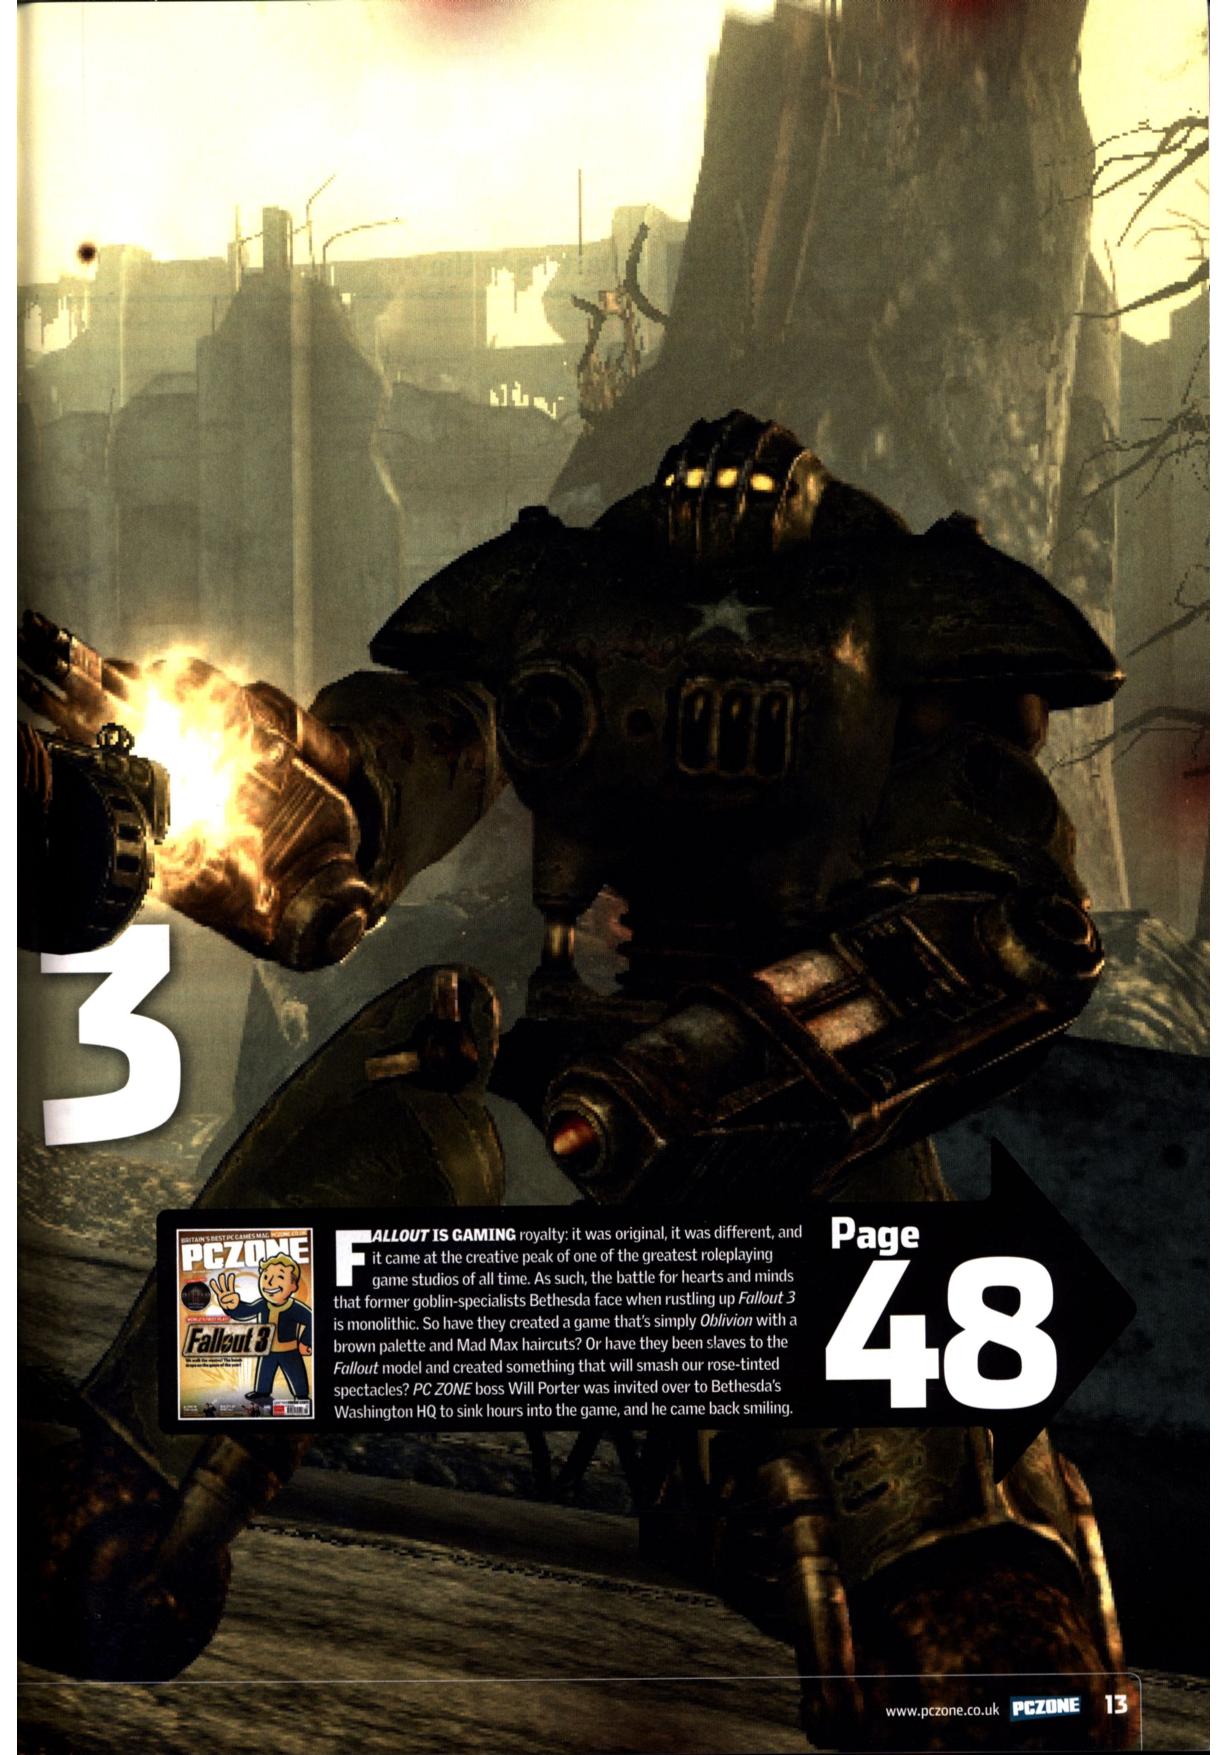 3
BRITAIN'S BEST PC GAMES MAG
PCZONE
Fallout 3
FALLOUT IS GAMING royalty: it was original, it was different, and
it came at the creative peak of one of the greatest roleplaying
game studios of all time. As such, the battle for hearts and minds
that former goblin-specialists Bethesda face when rustling up Fallout 3
is monolithic. So have they created a game that's simply Oblivion with a
brown palette and Mad Max haircuts? Or have they been slaves to the
Fallout model and created something that will smash our rose-tinted
spectacles? PC ZONE boss Will Porter was invited over to Bethesda's
Washington HQ to sink hours into the game, and he came back smiling.
Page
48
www.pczone.co.uk PCZONE 13